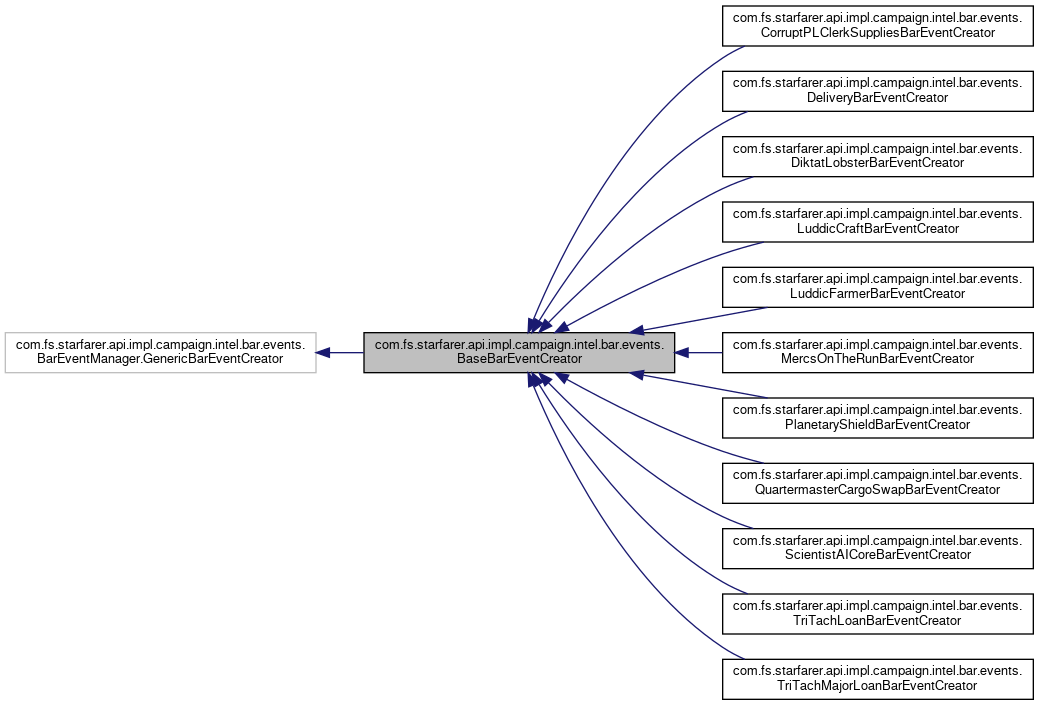 com.fs.starfarer.api.impl.campaign.intel.bar.events.
CorruptPLClerkSuppliesBarEventCreator
com.fs.starfarer.api.impl.campaign.intel.bar.events.
DeliveryBarEventCreator
com.fs.starfarer.api.impl.campaign.intel.bar.events.
DiktatLobsterBarEventCreator
com.fs.starfarer.api.impl.campaign.intel.bar.events.
LuddicCraftBarEventCreator
com.fs.starfarer.api.impl.campaign.intel.bar.events.
LuddicFarmerBarEventCreator
com.fs.starfarer.api.impl.campaign.intel.bar.events.
BarEventManager.GenericBarEventCreator
com.fs.starfarer.api.impl.campaign.intel.bar.events.
BaseBarEventCreator
com.fs.starfarer.api.impl.campaign.intel.bar.events.
MercsOnTheRunBarEventCreator
com.fs.starfarer.api.impl.campaign.intel.bar.events.
PlanetaryShieldBarEventCreator
com.fs.starfarer.api.impl.campaign.intel.bar.events.
QuartermasterCargoSwapBarEventCreator
com.fs.starfarer.api.impl.campaign.intel.bar.events.
ScientistAICoreBarEventCreator
com.fs.starfarer.api.impl.campaign.intel.bar.events.
TriTachLoanBarEventCreator
com.fs.starfarer.api.impl.campaign.intel.bar.events.
TriTachMajorLoanBarEventCreator